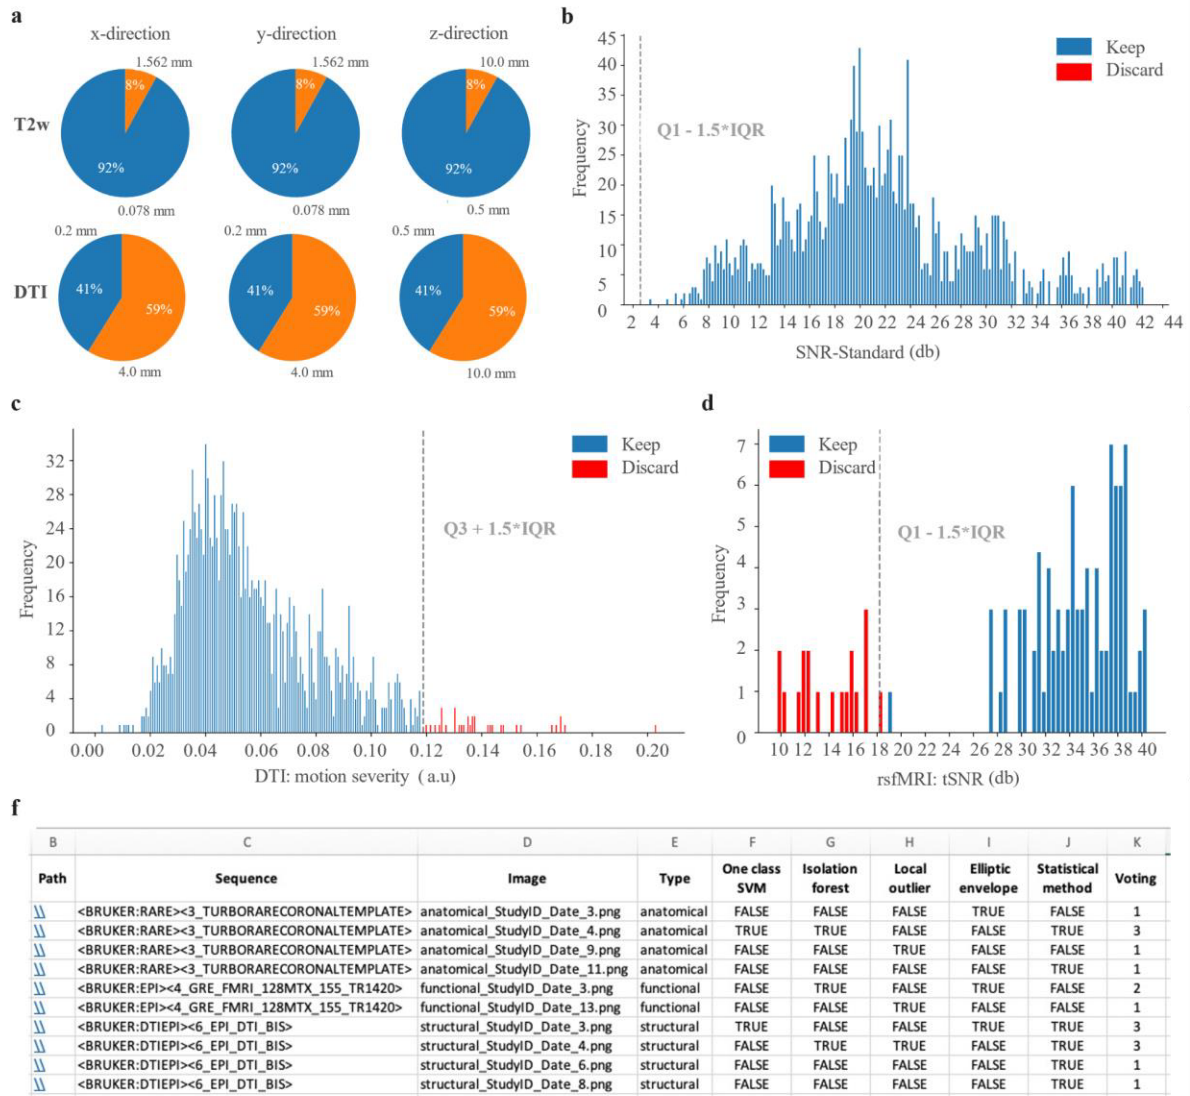 a
x-direction y-direction z-direction
1.562 mm 1.562 mm 10.0 mm
8% 8% 8%
T2w
92% 92% 92%
0.078 mm 0.078 mm 0.5 mm
0.2 mm 0.2 mm 0.5 mm
DTI
41% 41% 41%
59% 59% 59%
4.0 mm 4.0 mm 10.0 mm
b
45
40
35
30
25
20
15
10
5
0
Frequency
Q1 - 1.5*IQR
Keep
Discard
2 4 6 8 10 12 14 16 18 20 22 24 26 28 30 32 34 36 38 42 44
SNR-Standard (db)
c
32
28
24
20
16
12
8
4
0
Frequency
Keep
Discard
Q3 + 1.5*IQR
0.00 0.02 0.04 0.06 0.08 0.10 0.12 0.14 0.16 0.18 0.20
DTI: motion severity (a.u)
d
7
6
5
4
3
2
1
0
Frequency
Keep
Discard
Q1 - 1.5*IQR
10 12 14 16 18 20 22 24 26 28 30 32 34 36 38 40
rsfMRI: tSNR (db)
f
B C D E F G H I J K
Path Sequence Image Type One class SVM Isolation forest Local outlier Elliptic envelope Statistical method Voting
\\ <BRUKER:RARE><3_TURBORARECORONALTEMPLATE> anatomical_StudyID_Date_3.png anatomical FALSE FALSE FALSE TRUE FALSE 1
\\ <BRUKER:RARE><3_TURBORARECORONALTEMPLATE> anatomical_StudyID_Date_4.png anatomical TRUE TRUE FALSE FALSE TRUE 3
\\ <BRUKER:RARE><3_TURBORARECORONALTEMPLATE> anatomical_StudyID_Date_9.png anatomical FALSE FALSE TRUE FALSE FALSE 1
\\ <BRUKER:RARE><3_TURBORARECORONALTEMPLATE> anatomical_StudyID_Date_11.png anatomical FALSE FALSE FALSE FALSE TRUE 1
\\ <BRUKER:EPI><4_GRE_FMRI_128MTX_155_TR1420> functional_StudyID_Date_3.png functional FALSE TRUE FALSE FALSE TRUE 2
\\ <BRUKER:EPI><4_GRE_FMRI_128MTX_155_TR1420> functional_StudyID_Date_13.png functional FALSE FALSE TRUE FALSE FALSE 1
\\ <BRUKER:DTIEPI><6_EPI_DTI_BIS> structural_StudyID_Date_3.png structural TRUE FALSE FALSE TRUE TRUE 3
\\ <BRUKER:DTIEPI><6_EPI_DTI_BIS> structural_StudyID_Date_4.png structural FALSE TRUE TRUE FALSE TRUE 3
\\ <BRUKER:DTIEPI><6_EPI_DTI_BIS> structural_StudyID_Date_6.png structural FALSE FALSE FALSE FALSE TRUE 1
\\ <BRUKER:DTIEPI><6_EPI_DTI_BIS> structural_StudyID_Date_8.png structural FALSE FALSE FALSE FALSE TRUE 1